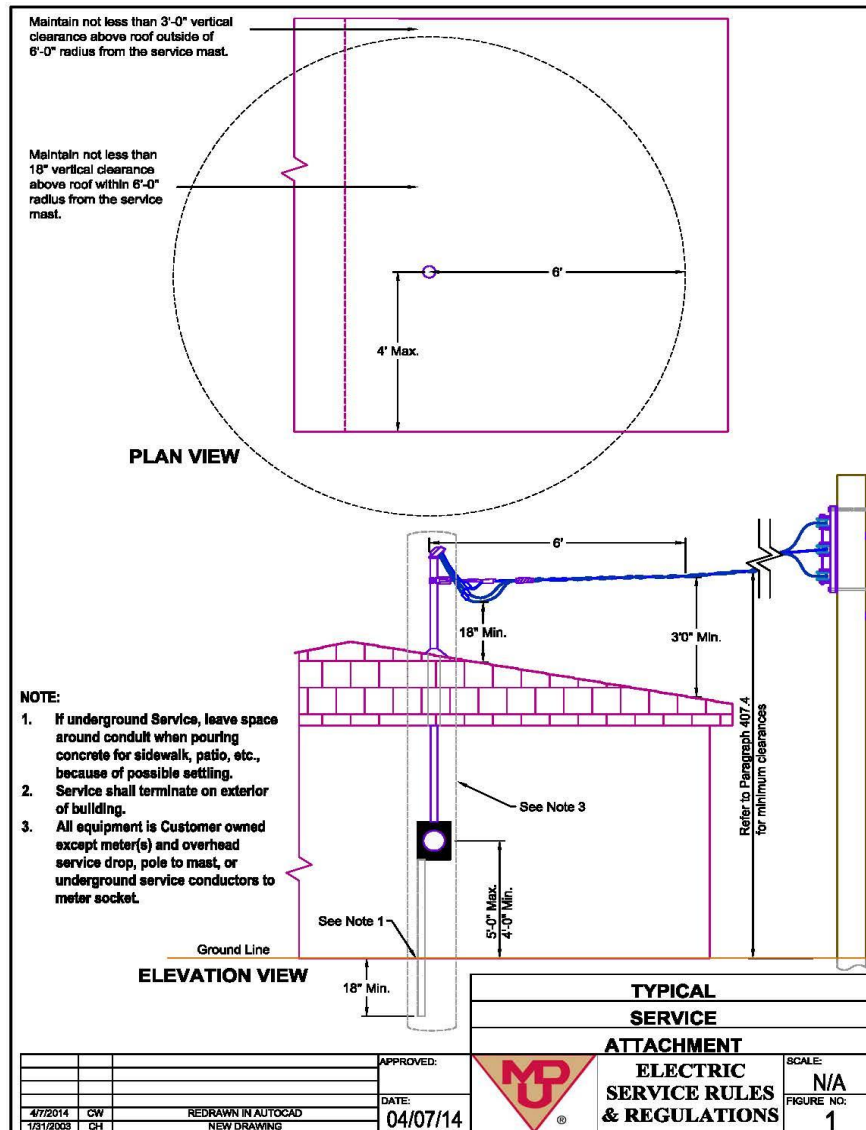 Maintain not less than 3'-0" vertical
clearance above roof outside of
6'-0" radius from the service mast.
Maintain not less than
18" vertical clearance
above roof within 6'-0"
radius from the service
mast.
6'
4' Max.
PLAN VIEW
6'
18" Min.
3'0" Min.
NOTE:
1. If underground Service, leave space
around conduit when pouring
concrete for sidewalk, patio, etc.,
because of possible settling.
2. Service shall terminate on exterior
of building.
3. All equipment is Customer owned
except meter(s) and overhead
service drop, pole to mast, or
underground service conductors to
meter socket.
See Note 3
Refer to Paragraph 407.4
for minimum clearances
5'-0" Max.
4'-0" Min.
See Note 1
Ground Line
ELEVATION VIEW
18" Min.
TYPICAL
SERVICE
ATTACHMENT
APPROVED:
DATE:
04/07/14
4/7/2014 CW REDRAWN IN AUTOCAD
1/31/2003 CH NEW DRAWING
MPU
®
ELECTRIC
SERVICE RULES
& REGULATIONS
SCALE:
N/A
FIGURE NO:
1